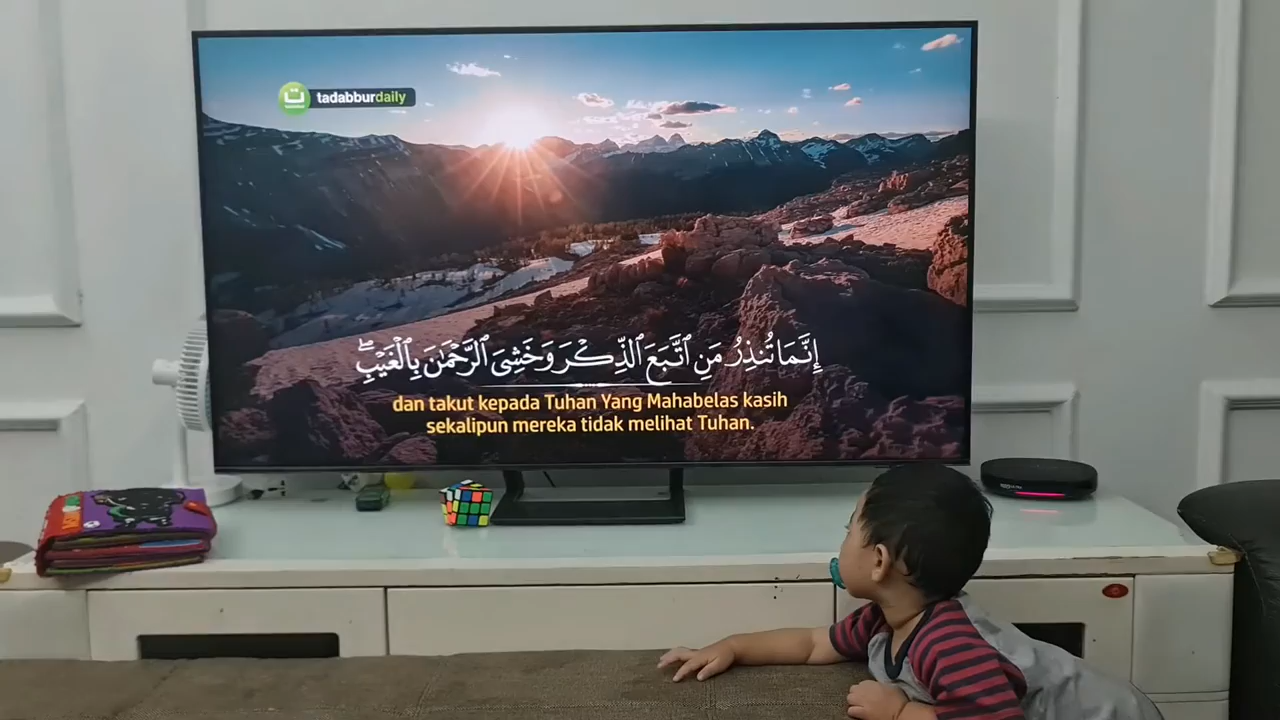 tadabburdaily
إِنَّمَا تُنذِرُ مَنِ ٱتَّبَعَ ٱلذِّكْرَ وَخَشِىَ ٱلرَّحْمَـٰنَ بِٱلْغَيْبِ ۖ
dan takut kepada Tuhan Yang Mahabelas kasih
sekalipun mereka tidak melihat Tuhan.